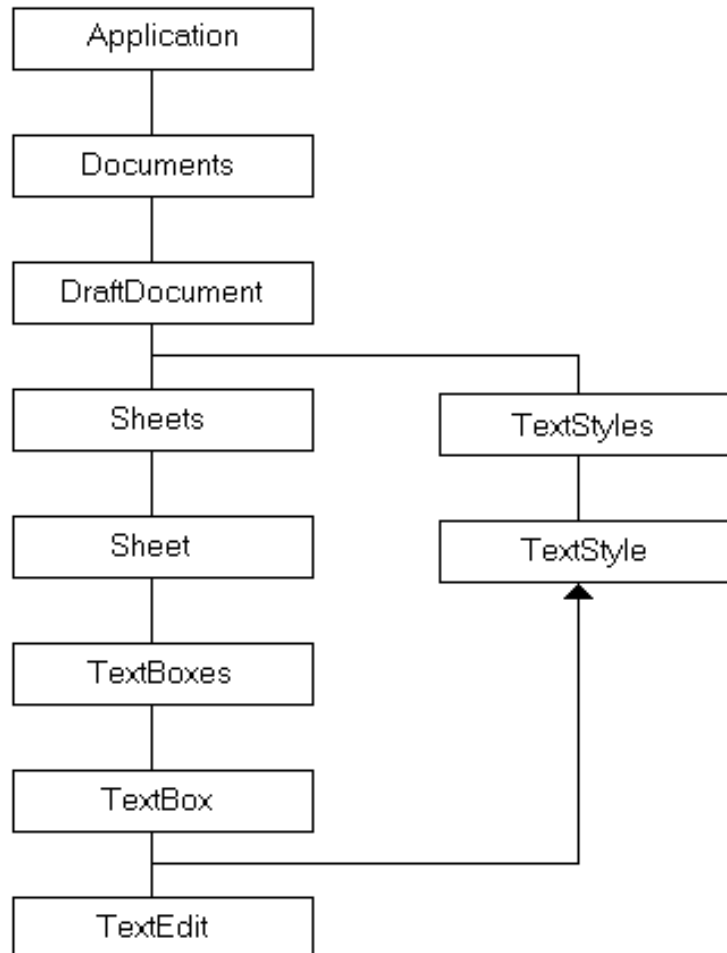 Application
Documents
DraftDocument
Sheets
TextStyles
Sheet
TextStyle
TextBoxes
TextBox
TextEdit